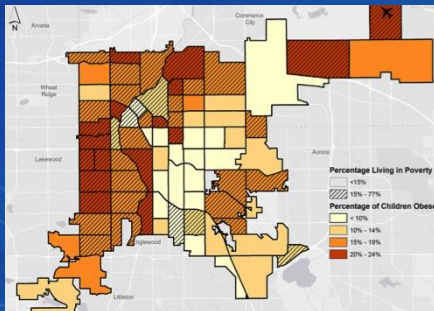 N
Arvada
Commerce
City
Wheat
Ridge
Lakewood
Aurora
Englewood
Littleton
Percentage Living in Poverty
<15%
15% - 77%
Percentage of Children Obese
< 10%
10% - 14%
15% - 19%
20% - 24%